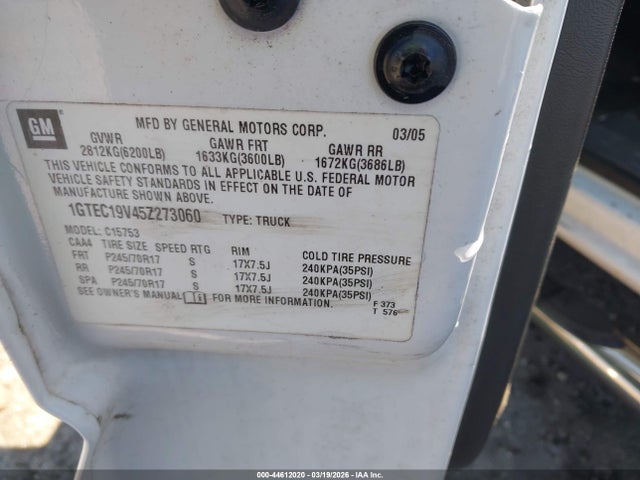 GM
MFD BY GENERAL MOTORS CORP. 03/05
GVWR GAWR FRT GAWR RR
2812KG(6200LB) 1633KG(3600LB) 1672KG(3686LB)
THIS VEHICLE CONFORMS TO ALL APPLICABLE U.S. FEDERAL MOTOR
VEHICLE SAFETY STANDARDS IN EFFECT ON THE DATE OF
MANUFACTURE SHOWN ABOVE.
1GTEC19V45Z273060 TYPE: TRUCK
MODEL: C15753
CAA4 TIRE SIZE SPEED RTG RIM COLD TIRE PRESSURE
FRT P245/70R17 S 17X7.5J 240KPA(35PSI)
RR P245/70R17 S 17X7.5J 240KPA(35PSI)
SPA P245/70R17 S 17X7.5J 240KPA(35PSI)
SEE OWNER'S MANUAL FOR MORE INFORMATION.
F 373
T 576
000-44612020 | 03/19/2026 - IAAI.com